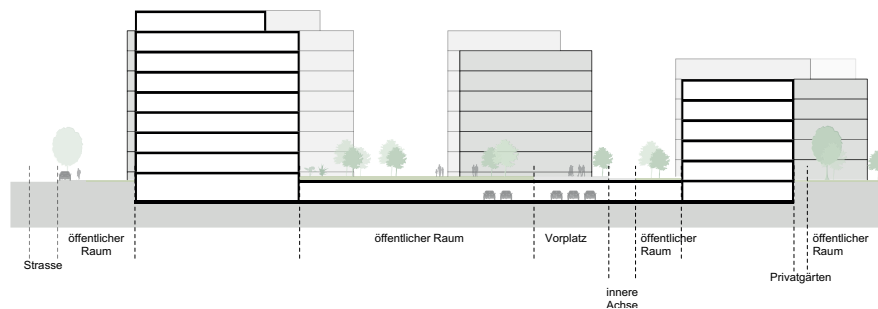 öffentlicher
Raum
Strasse
öffentlicher Raum
Vorplatz
innere
Achse
öffentlicher
Raum
Privatgärten
öffentlicher
Raum